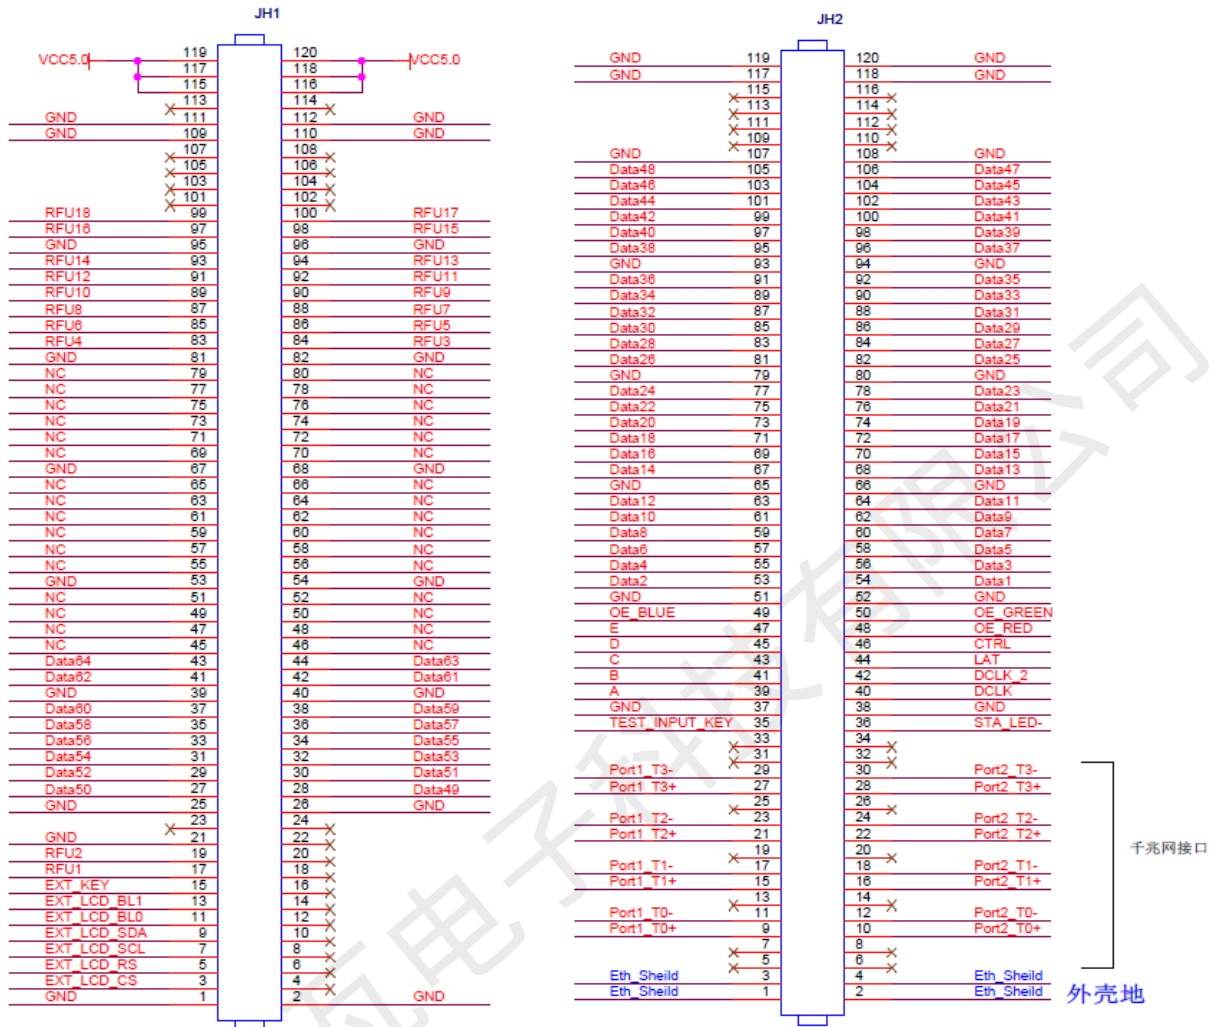 JH1
VCC5.0 119 120 VCC5.0
117 118
115 116
113 114
GND 111 112 GND
GND 109 110 GND
107 108
105 106
103 104
101 102
RFU18 99 100 RFU17
RFU16 97 98 RFU15
GND 95 96 GND
RFU14 93 94 RFU13
RFU12 91 92 RFU11
RFU10 89 90 RFU9
RFU8 87 88 RFU7
RFU6 85 86 RFU5
RFU4 83 84 RFU3
GND 81 82 GND
NC 79 80 NC
NC 77 78 NC
NC 75 76 NC
NC 73 74 NC
NC 71 72 NC
NC 69 70 NC
GND 67 68 GND
NC 65 66 NC
NC 63 64 NC
NC 61 62 NC
NC 59 60 NC
NC 57 58 NC
NC 55 56 NC
GND 53 54 GND
NC 51 52 NC
NC 49 50 NC
NC 47 48 NC
NC 45 46 NC
Data64 43 44 Data63
Data62 41 42 Data61
GND 39 40 GND
Data60 37 38 Data59
Data58 35 36 Data57
Data56 33 34 Data55
Data54 31 32 Data53
Data52 29 30 Data51
Data50 27 28 Data49
GND 25 26 GND
23 24
GND 21 22
RFU2 19 20
RFU1 17 18
EXT_KEY 15 16
EXT_LCD_BL1 13 14
EXT_LCD_BL0 11 12
EXT_LCD_SDA 9 10
EXT_LCD_SCL 7 8
EXT_LCD_RS 5 6
EXT_LCD_CS 3 4
GND 1 2 GND
JH2
GND 119 120 GND
GND 117 118 GND
115 116
113 114
111 112
109 110
GND 107 108 GND
Data48 105 106 Data47
Data46 103 104 Data45
Data44 101 102 Data43
Data42 99 100 Data41
Data40 97 98 Data39
Data38 95 96 Data37
GND 93 94 GND
Data36 91 92 Data35
Data34 89 90 Data33
Data32 87 88 Data31
Data30 85 86 Data29
Data28 83 84 Data27
Data26 81 82 Data25
GND 79 80 GND
Data24 77 78 Data23
Data22 75 76 Data21
Data20 73 74 Data19
Data18 71 72 Data17
Data16 69 70 Data15
Data14 67 68 Data13
GND 65 66 GND
Data12 63 64 Data11
Data10 61 62 Data9
Data8 59 60 Data7
Data6 57 58 Data5
Data4 55 56 Data3
Data2 53 54 Data1
GND 51 52 GND
OE_BLUE 49 50 OE_GREEN
E 47 48 OE_RED
D 45 46 CTRL
C 43 44 LAT
B 41 42 DCLK_2
A 39 40 DCLK
GND 37 38 GND
TEST_INPUT_KEY 35 36 STA_LED-
33 34
31 32
Port1_T3- 29 30 Port2_T3-
Port1_T3+ 27 28 Port2_T3+
25 26
Port1_T2- 23 24 Port2_T2-
Port1_T2+ 21 22 Port2_T2+
19 20
Port1_T1- 17 18 Port2_T1-
Port1_T1+ 15 16 Port2_T1+
13 14
Port1_T0- 11 12 Port2_T0-
Port1_T0+ 9 10 Port2_T0+
7 8
5 6
Eth_Sheild 3 4 Eth_Sheild
Eth_Sheild 1 2 Eth_Sheild
千兆网接口
外壳地
瓦电子科技有限公司